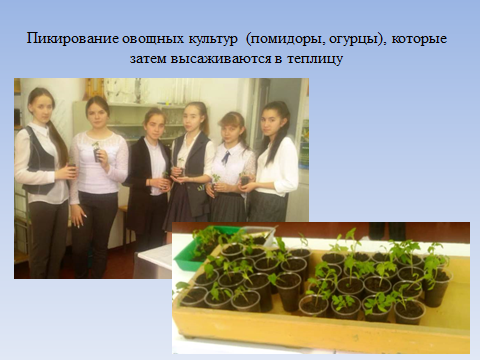 Пикирование овощных культур (помидоры, огурцы), которые
затем высаживаются в теплицу